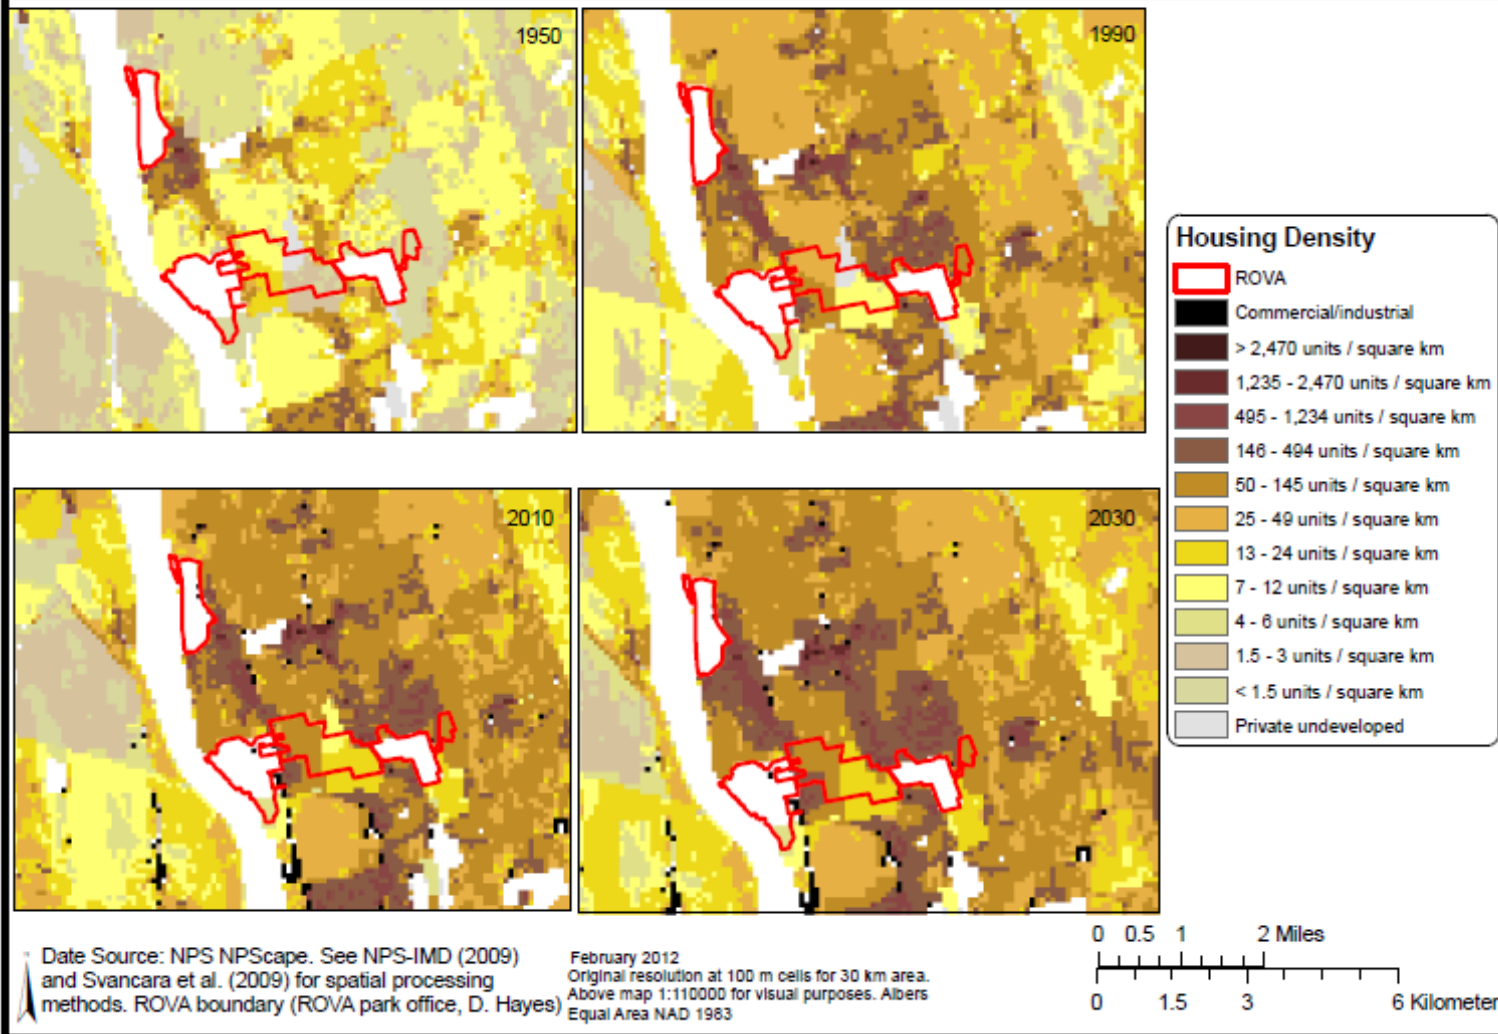 1950
1990
2010
2030
Housing Density
ROVA
Commercial/industrial
> 2,470 units / square km
1,235 - 2,470 units / square km
495 - 1,234 units / square km
146 - 494 units / square km
50 - 145 units / square km
25 - 49 units / square km
13 - 24 units / square km
7 - 12 units / square km
4 - 6 units / square km
1.5 - 3 units / square km
< 1.5 units / square km
Private undeveloped
Date Source: NPS NPScape. See NPS-IMD (2009)
and Svancara et al. (2009) for spatial processing
methods. ROVA boundary (ROVA park office, D. Hayes)
February 2012
Original resolution at 100 m cells for 30 km area.
Above map 1:110000 for visual purposes. Albers
Equal Area NAD 1983
0 0.5 1 2 Miles
0 1.5 3 6 Kilometer